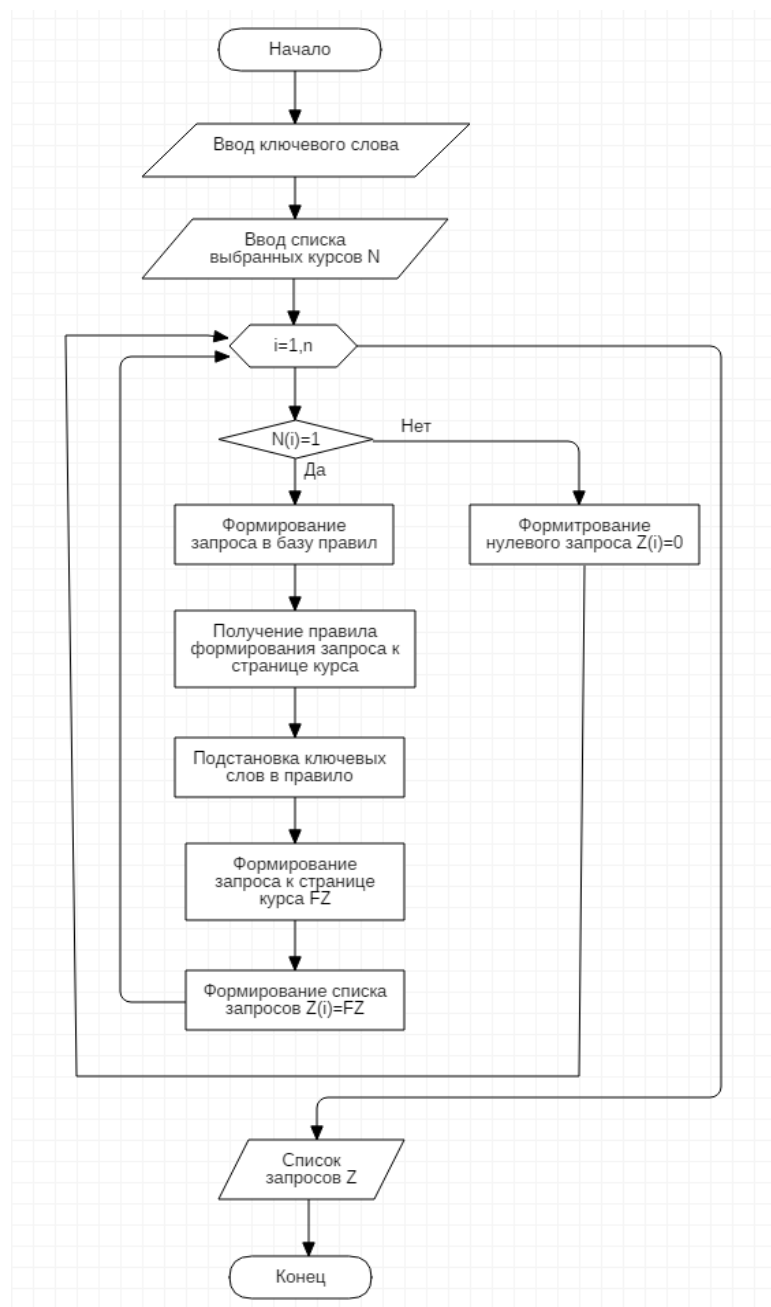 Начало
Ввод ключевого слова
Ввод списка
выбранных курсов N
i=1,n
N(i)=1
Нет
Да
Формирование
запроса в базу правил
Формитрование
нулевого запроса Z(i)=0
Получение правила
формирования запроса к
странице курса
Подстановка ключевых
слов в правило
Формирование
запроса к странице
курса FZ
Формирование списка
запросов Z(i)=FZ
Список
запросов Z
Конец